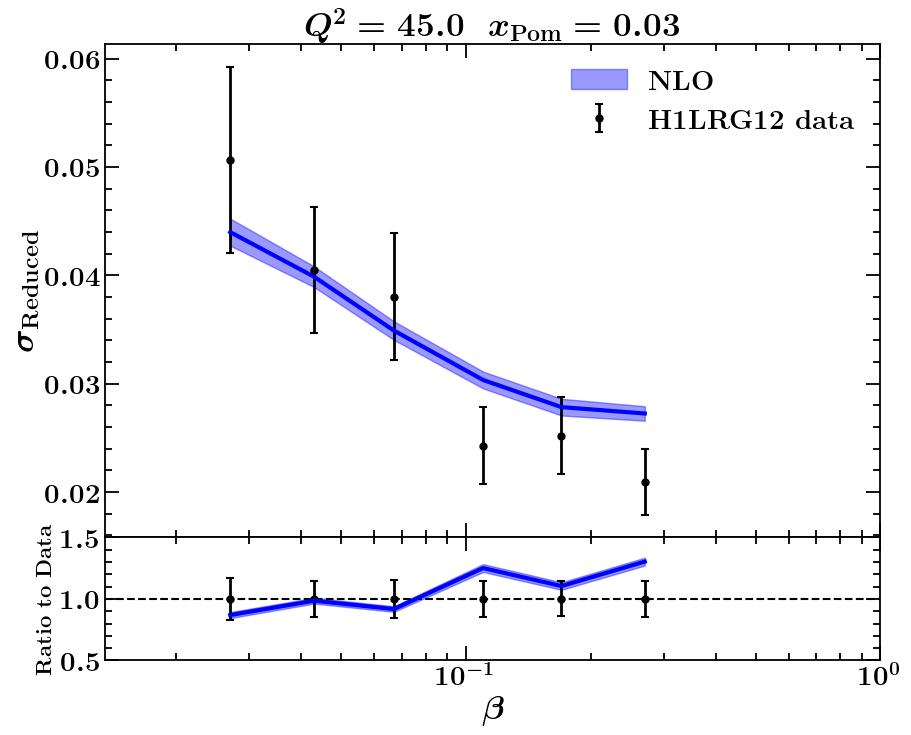 Q² = 45.0 x_Pom = 0.03
NLO
H1LRG12 data
0.06
0.05
0.04
0.03
0.02
σ_Reduced
1.5
1.0
0.5
Ratio to Data
10⁻¹
10⁰
β